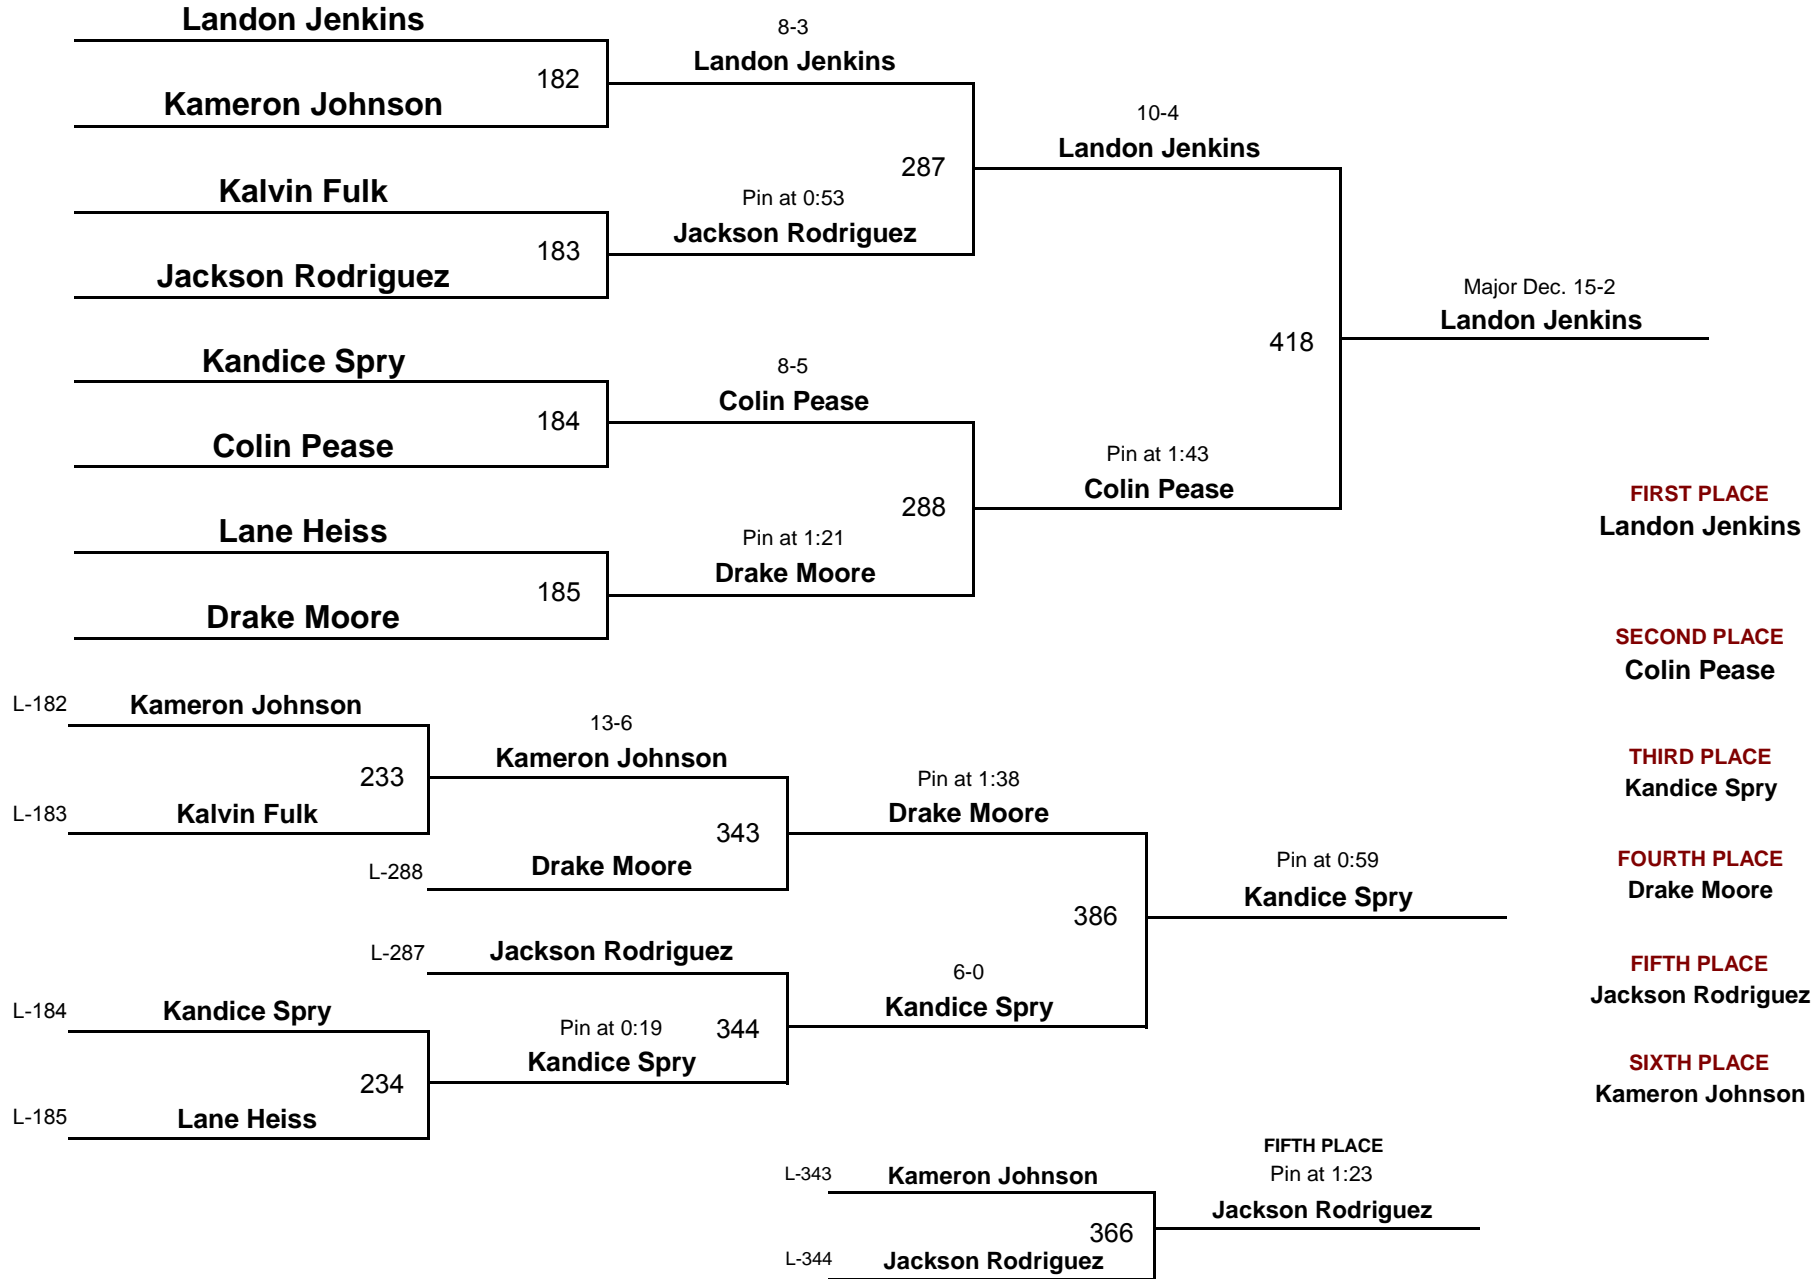 Landon Jenkins
8-3
Landon Jenkins
182
Kameron Johnson
10-4
Landon Jenkins
287
Kalvin Fulk
Pin at 0:53
Jackson Rodriguez
183
Jackson Rodriguez
Major Dec. 15-2
Landon Jenkins
418
Kandice Spry
8-5
Colin Pease
184
Colin Pease
Pin at 1:43
Colin Pease
288
Lane Heiss
Pin at 1:21
Drake Moore
185
Drake Moore
FIRST PLACE
Landon Jenkins
SECOND PLACE
Colin Pease
THIRD PLACE
Kandice Spry
FOURTH PLACE
Drake Moore
FIFTH PLACE
Jackson Rodriguez
SIXTH PLACE
Kameron Johnson
L-182 Kameron Johnson
13-6
Kameron Johnson
233
L-183 Kalvin Fulk
Pin at 1:38
Drake Moore
343
L-288 Drake Moore
Pin at 0:59
Kandice Spry
386
L-287 Jackson Rodriguez
6-0
Kandice Spry
L-184 Kandice Spry
Pin at 0:19
344
Kandice Spry
234
L-185 Lane Heiss
FIFTH PLACE
L-343 Kameron Johnson
Pin at 1:23
Jackson Rodriguez
366
L-344 Jackson Rodriguez